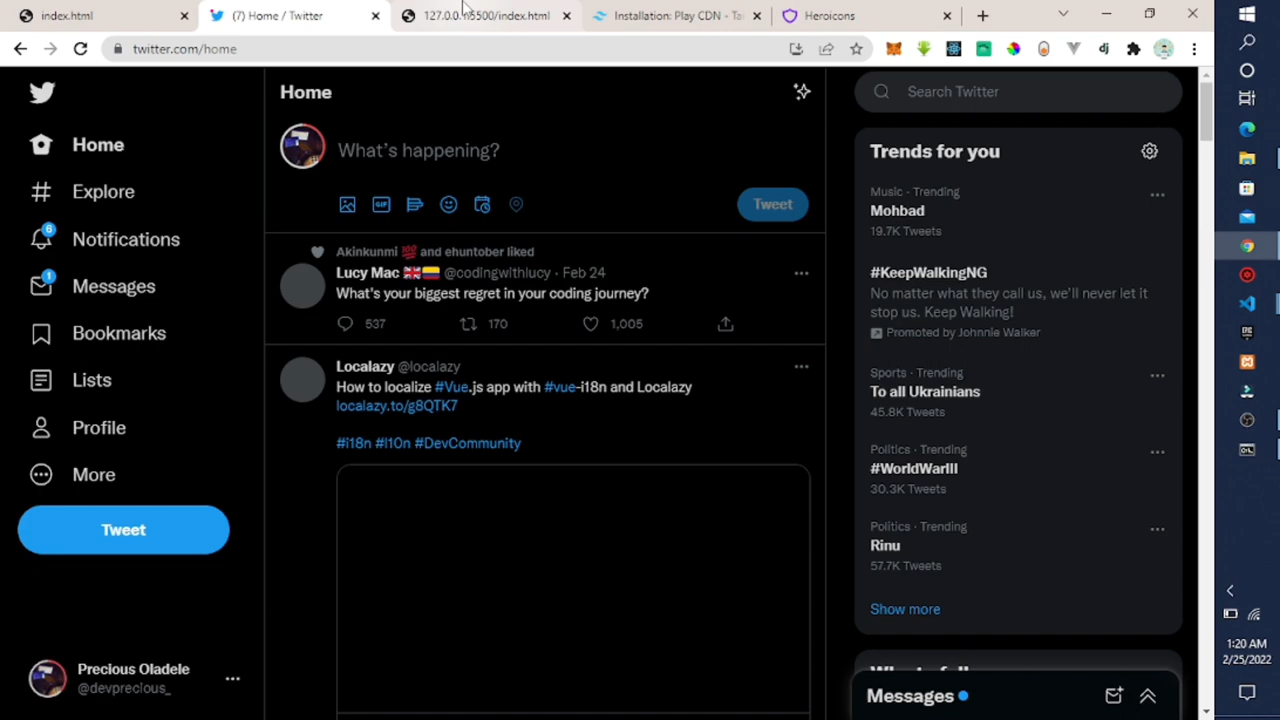 index.html
(7) Home / Twitter
127.0.0.1:5500/index.html
Installation: Play CDN - Tai
Heroicons
twitter.com/home
Home
Explore
6
Notifications
1
Messages
Bookmarks
Lists
Profile
More
Tweet
Precious Oladele
@devprecious_
Home
What's happening?
GIF
Tweet
Akinkunmi 💯 and ehuntober liked
Lucy Mac 🇬🇧🇨🇴 @codingwithlucy · Feb 24
What's your biggest regret in your coding journey?
537 170 1,005
Localazy @localazy
How to localize #Vue.js app with #vue-i18n and Localazy
localazy.to/g8QTK7
#i18n #l10n #DevCommunity
Search Twitter
Trends for you
Music · Trending
Mohbad
19.7K Tweets
#KeepWalkingNG
No matter what they call us, we'll never let it
stop us. Keep Walking!
Promoted by Johnnie Walker
Sports · Trending
To all Ukrainians
45.8K Tweets
Politics · Trending
#WorldWarIII
30.3K Tweets
Politics · Trending
Rinu
57.7K Tweets
Show more
Messages
dj
EPIC
1:20 AM
2/25/2022